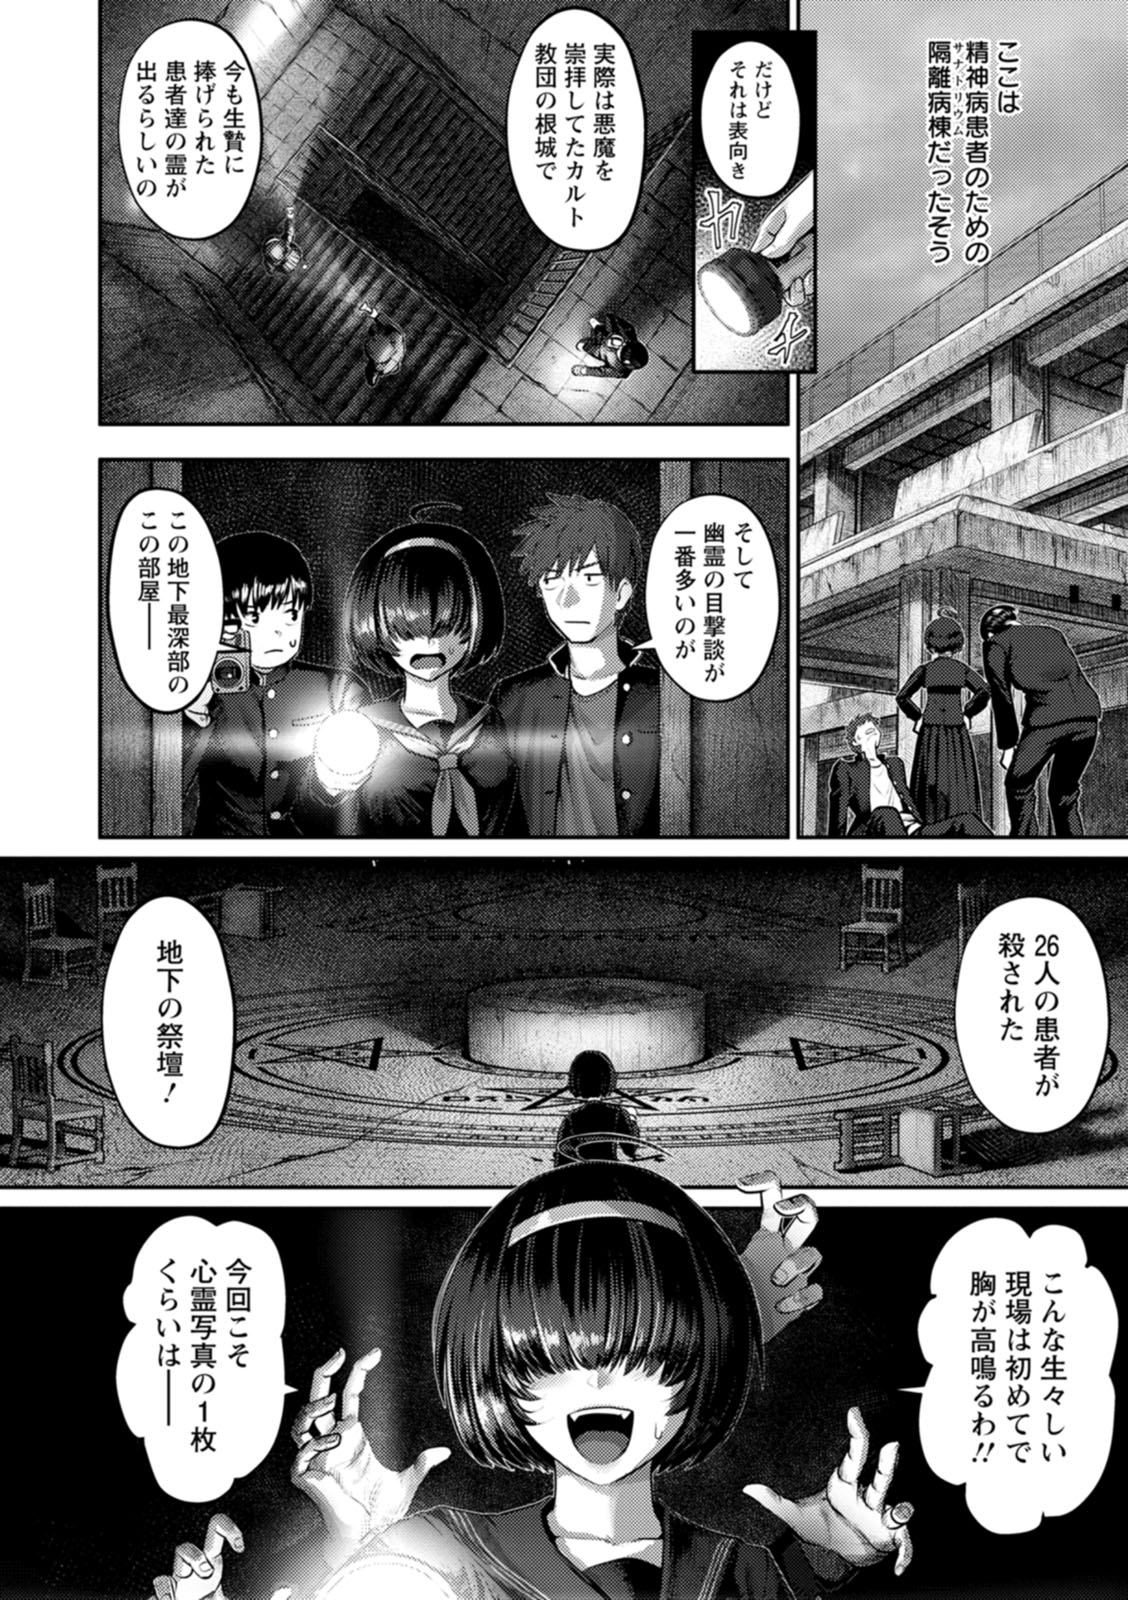 ここは
精神病患者のための
隔離病棟だったそう
サナトリウム
だけど
それは表向き
カチッ
実際は悪魔を
崇拝してたカルト
教団の根城で
今も生贄に
捧げられた
患者達の霊が
出るらしいの
そして
幽霊の目撃談が
一番多いのが
この地下最深部の
この部屋――
26人の患者が
殺された
地下の祭壇！
こんな生々しい
現場は初めてで
胸が高鳴るわ!!
今回こそ
心霊写真の1枚
くらいは――